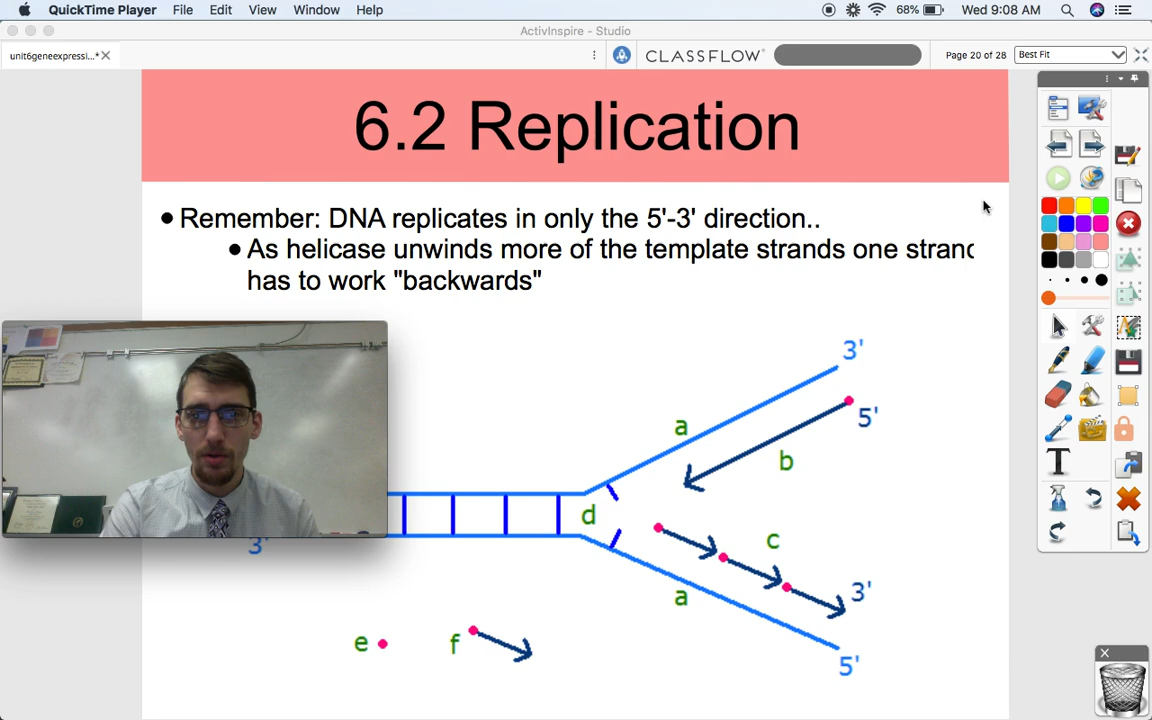 QuickTime Player File Edit View Window Help 68% Wed 9:08 AM
ActivInspire - Studio
unit6geneexpressi...* CLASSFLOW Page 20 of 28 Best Fit
6.2 Replication
• Remember: DNA replicates in only the 5'-3' direction..
• As helicase unwinds more of the template strands one strand
has to work "backwards"
3'
5'
a
b
d
c
3'
3'
a
5'
e
f
T